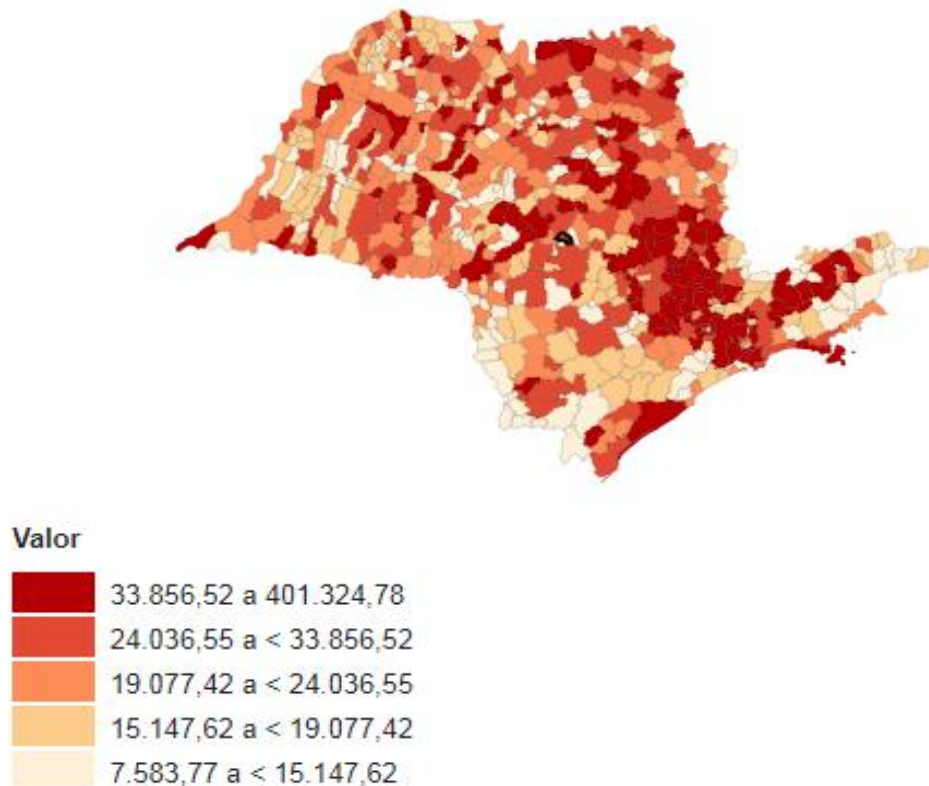 Valor
33.856,52 a 401.324,78
24.036,55 a < 33.856,52
19.077,42 a < 24.036,55
15.147,62 a < 19.077,42
7.583,77 a < 15.147,62